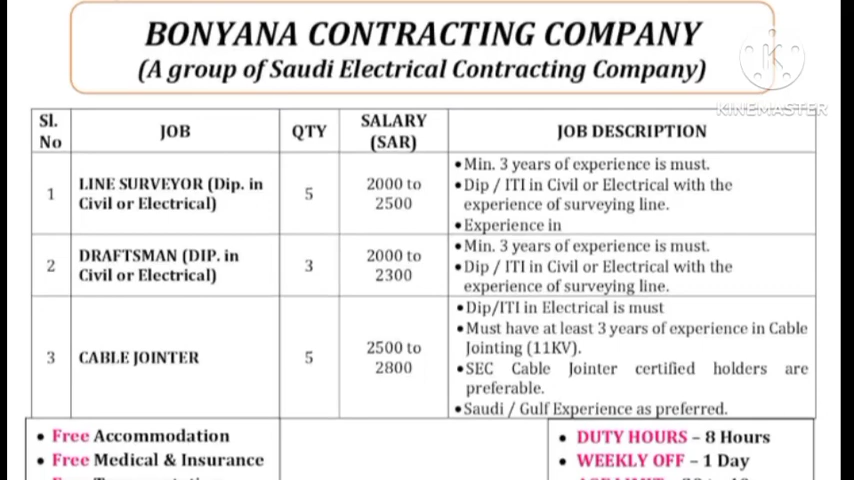 BONYANA CONTRACTING COMPANY
(A group of Saudi Electrical Contracting Company)
K
KINEMASTER
Sl. No JOB QTY SALARY (SAR) JOB DESCRIPTION
1 LINE SURVEYOR (Dip. in Civil or Electrical) 5 2000 to 2500
•Min. 3 years of experience is must.
•Dip / ITI in Civil or Electrical with the
experience of surveying line.
•Experience in
2 DRAFTSMAN (DIP. in Civil or Electrical) 3 2000 to 2300
•Min. 3 years of experience is must.
•Dip / ITI in Civil or Electrical with the
experience of surveying line.
3 CABLE JOINTER 5 2500 to 2800
•Dip/ITI in Electrical is must
•Must have at least 3 years of experience in Cable
Jointing (11KV).
•SEC Cable Jointer certified holders are
preferable.
•Saudi / Gulf Experience as preferred.
• Free Accommodation
• Free Medical & Insurance
• DUTY HOURS – 8 Hours
• WEEKLY OFF – 1 Day